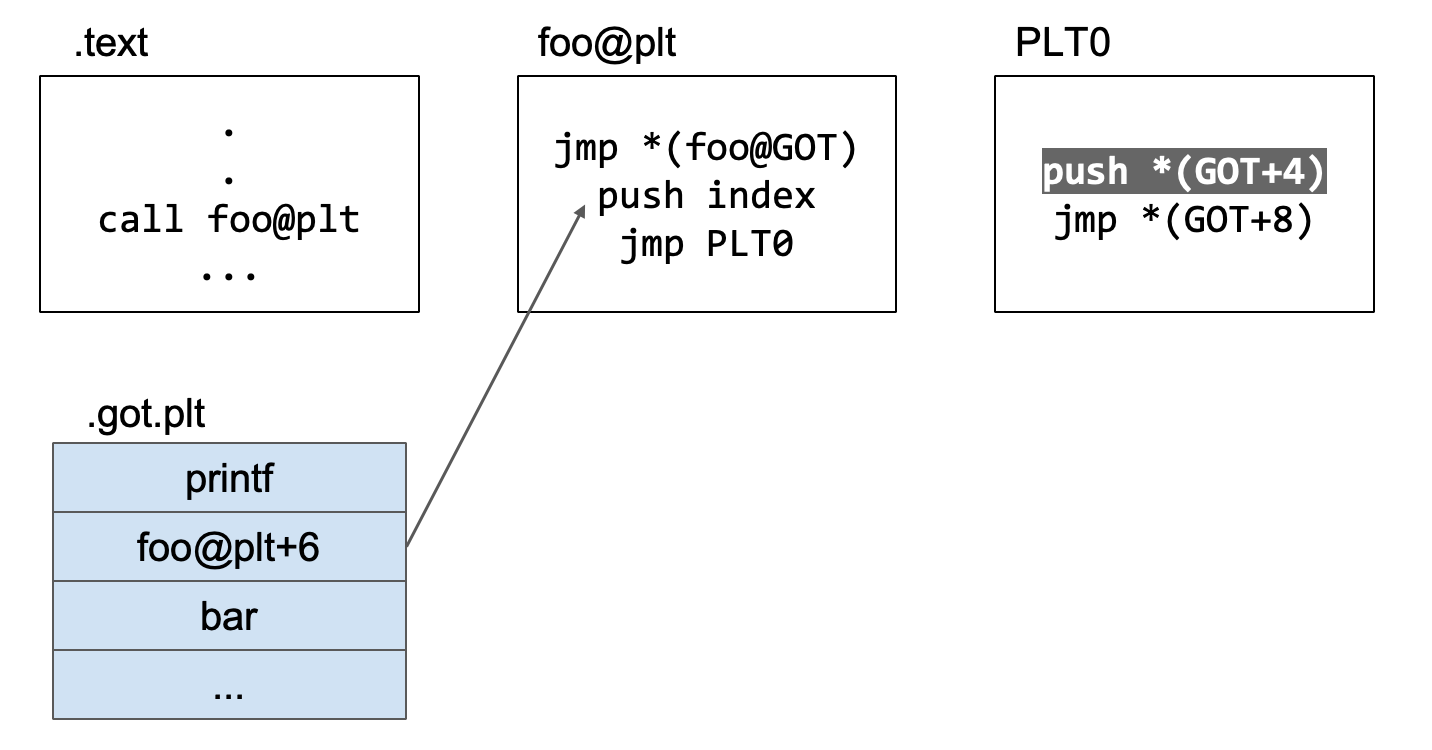 .text
.
.
call foo@plt
...
foo@plt
jmp *(foo@GOT)
push index
jmp PLT0
PLT0
push *(GOT+4)
jmp *(GOT+8)
.got.plt
printf
foo@plt+6
bar
...